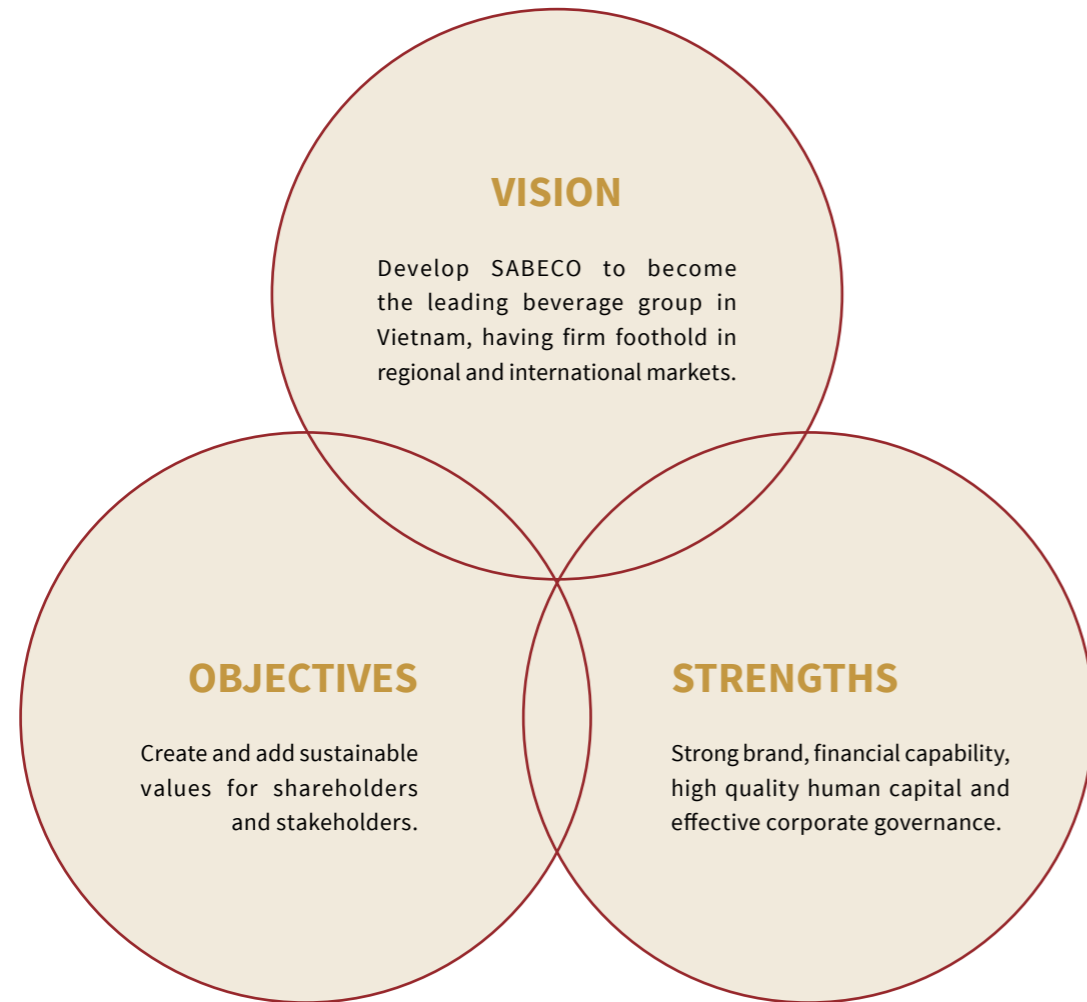 VISION
Develop SABECO to become
the leading beverage group in
Vietnam, having firm foothold in
regional and international markets.
OBJECTIVES
Create and add sustainable
values for shareholders
and stakeholders.
STRENGTHS
Strong brand, financial capability,
high quality human capital and
effective corporate governance.